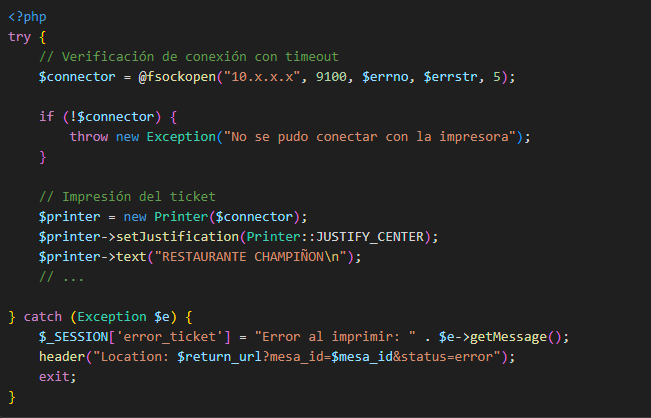 <?php
try {
    // Verificación de conexión con timeout
    $connector = @fsockopen("10.x.x.x", 9100, $errno, $errstr, 5);

    if (!$connector) {
        throw new Exception("No se pudo conectar con la impresora");
    }

    // Impresión del ticket
    $printer = new Printer($connector);
    $printer->setJustification(Printer::JUSTIFY_CENTER);
    $printer->text("RESTAURANTE CHAMPIÑON\n");
    // ...

} catch (Exception $e) {
    $_SESSION['error_ticket'] = "Error al imprimir: " . $e->getMessage();
    header("Location: $return_url?mesa_id=$mesa_id&status=error");
    exit;
}